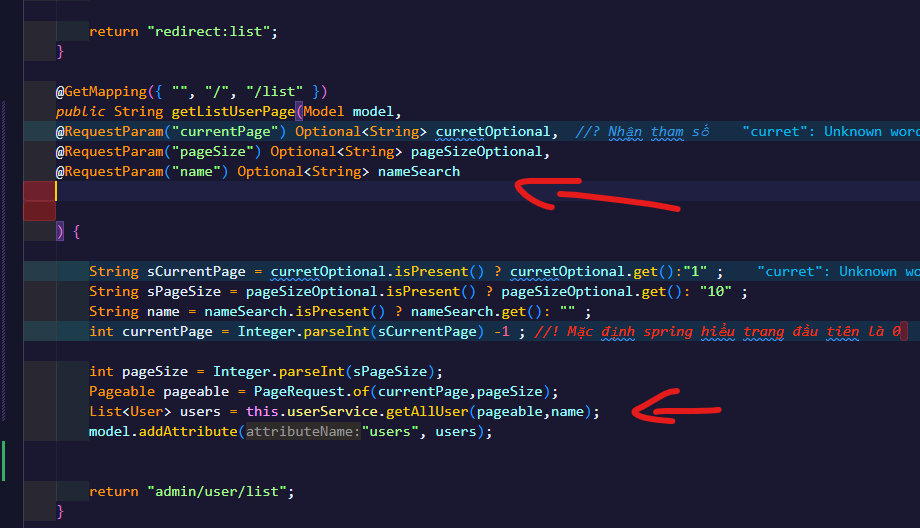 return "redirect:list";
}
@GetMapping({ "", "/", "/list" })
public String getListUserPage(Model model,
@RequestParam("currentPage") Optional<String> curretOptional,  //? Nhận tham số    "curret": Unknown word
@RequestParam("pageSize") Optional<String> pageSizeOptional,
@RequestParam("name") Optional<String> nameSearch
) {
String sCurrentPage = curretOptional.isPresent() ? curretOptional.get():"1" ;    "curret": Unknown wo
String sPageSize = pageSizeOptional.isPresent() ? pageSizeOptional.get(): "10" ;
String name = nameSearch.isPresent() ? nameSearch.get(): "" ;
int currentPage = Integer.parseInt(sCurrentPage) -1 ; //! Mặc định spring hiểu trang đầu tiên là 0
int pageSize = Integer.parseInt(sPageSize);
Pageable pageable = PageRequest.of(currentPage,pageSize);
List<User> users = this.userService.getAllUser(pageable,name);
model.addAttribute(attributeName:"users", users);
return "admin/user/list";
}